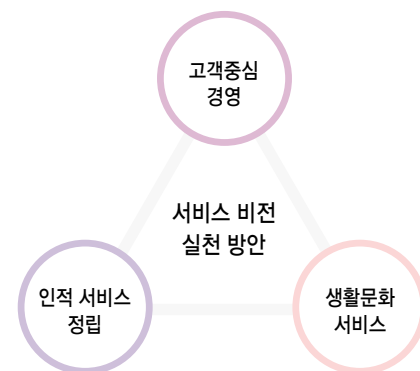 고객중심
경영
서비스 비전
실천 방안
인적 서비스
정립
생활문화
서비스